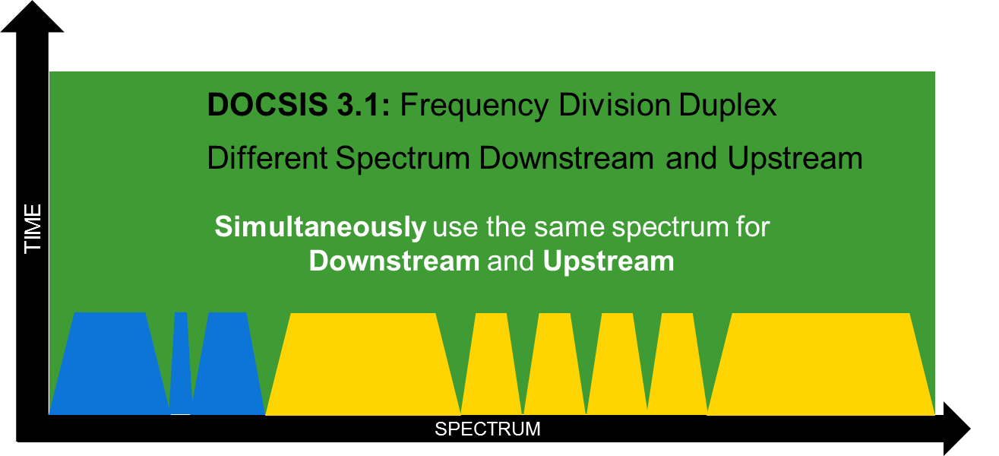 DOCSIS 3.1: Frequency Division Duplex
Different Spectrum Downstream and Upstream
Simultaneously use the same spectrum for
Downstream and Upstream
TIME
SPECTRUM